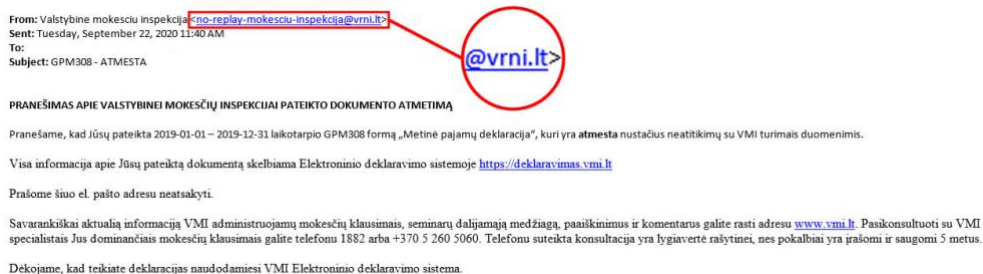 From: Valstybine mokesciu inspekcija <no-replay-mokesciu-inspekcija@vrni.lt>
Sent: Tuesday, September 22, 2020 11:40 AM
To:
Subject: GPM308 - ATMESTA
@vrni.lt>
PRANEŠIMAS APIE VALSTYBINEI MOKESČIŲ INSPEKCIJAI PATEIKTO DOKUMENTO ATMETIMĄ
Pranešame, kad Jūsų pateikta 2019-01-01 – 2019-12-31 laikotarpio GPM308 formą „Metinė pajamų deklaracija", kuri yra atmesta nustačius neatitikimų su VMI turimais duomenimis.
Visa informacija apie Jūsų pateiktą dokumentą skelbiama Elektroninio deklaravimo sistemoje https://deklaravimas.vmi.lt
Prašome šiuo el. pašto adresu neatsakyti.
Savarankiškai aktualią informaciją VMI administruojamų mokesčių klausimais, seminarų dalijamąją medžiagą, paaiškinimus ir komentarus galite rasti adresu www.vmi.lt. Pasikonsultuoti su VMI
specialistais Jus dominančiais mokesčių klausimais galite telefonu 1882 arba +370 5 260 5060. Telefonu suteikta konsultacija yra lygiavertė rašytinei, nes pokalbiai yra įrašomi ir saugomi 5 metus.
Dėkojame, kad teikiate deklaracijas naudodamiesi VMI Elektroninio deklaravimo sistema.